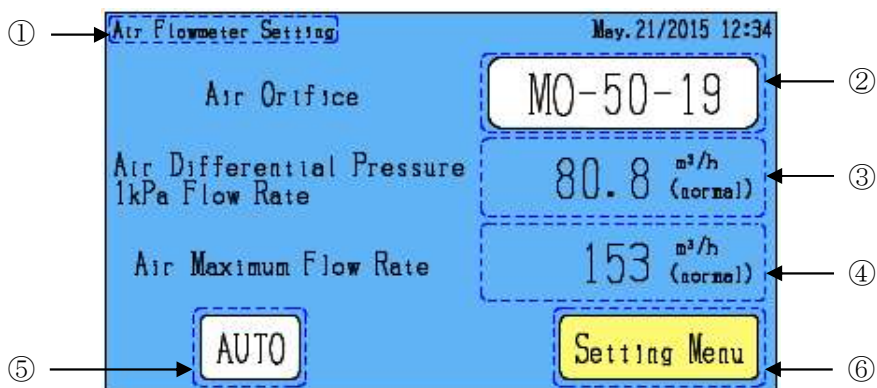 ① Air Flowmeter Setting May.21/2015 12:34
Air Orifice MO-50-19 ②
Air Differential Pressure
1kPa Flow Rate 80.8 m³/h (normal) ③
Air Maximum Flow Rate 153 m³/h (normal) ④
⑤ AUTO Setting Menu ⑥